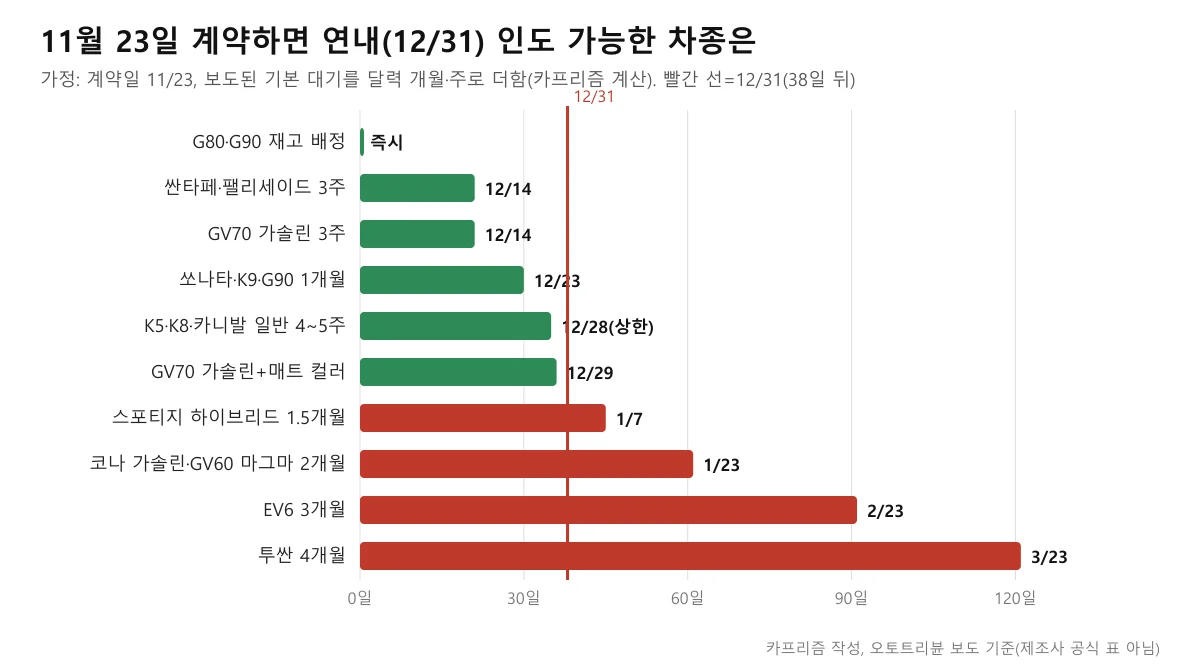 11월 23일 계약하면 연내(12/31) 인도 가능한 차종은
가정: 계약일 11/23, 보도된 기본 대기를 달력 개월·주로 더함(카프리즘 계산). 빨간 선=12/31(38일 뒤)
12/31
G80·G90 재고 배정 즉시
싼타페·팰리세이드 3주 12/14
GV70 가솔린 3주 12/14
쏘나타·K9·G90 1개월 12/23
K5·K8·카니발 일반 4~5주 12/28(상한)
GV70 가솔린+매트 컬러 12/29
스포티지 하이브리드 1.5개월 1/7
코나 가솔린·GV60 마그마 2개월 1/23
EV6 3개월 2/23
투싼 4개월 3/23
0일 30일 60일 90일 120일
카프리즘 작성, 오토트리뷴 보도 기준(제조사 공식 표 아님)